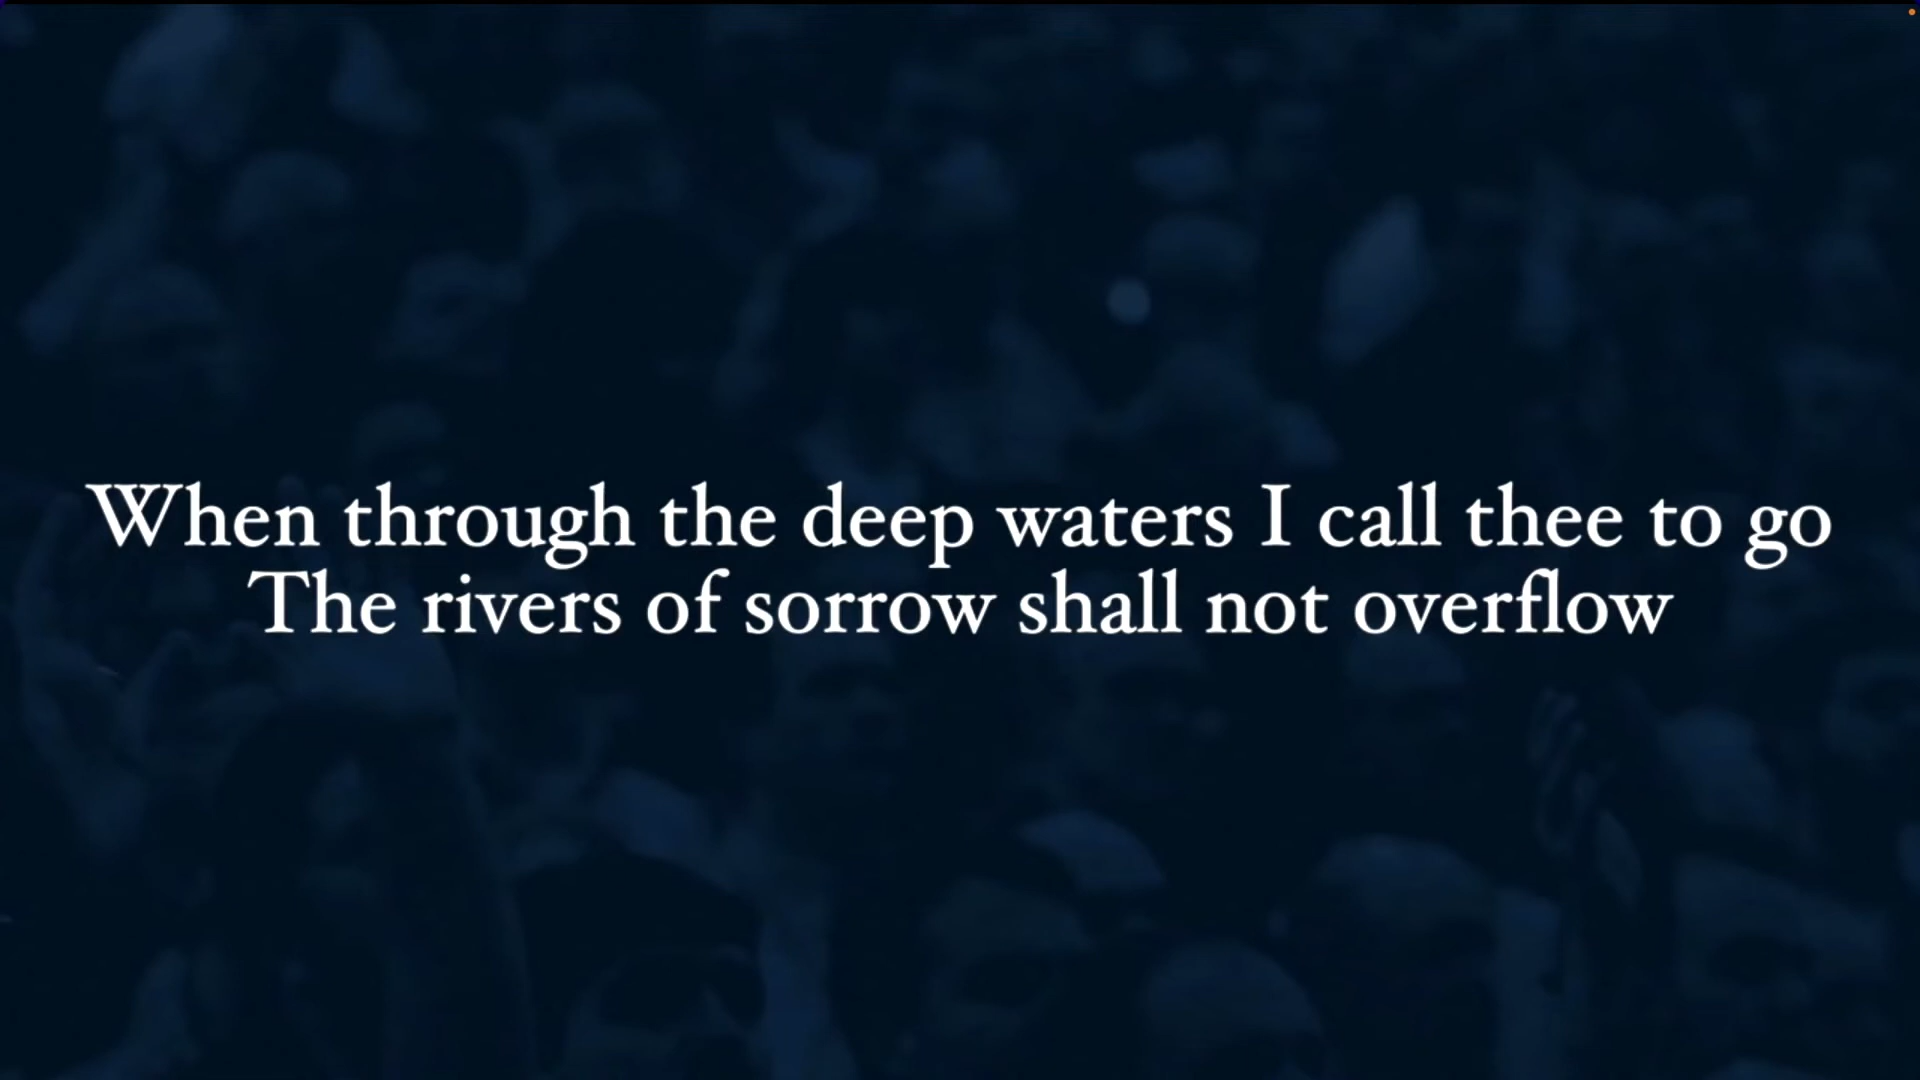 When through the deep waters I call thee to go
The rivers of sorrow shall not overflow